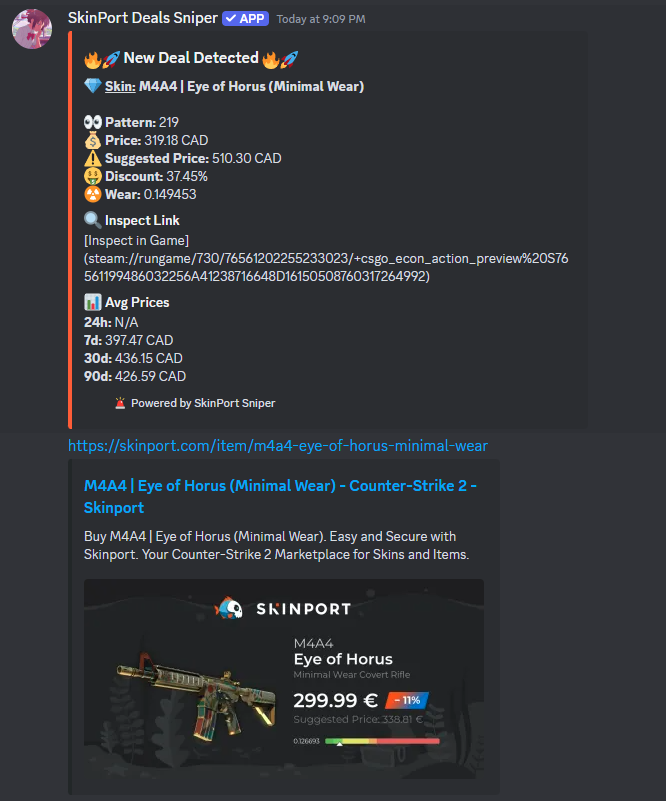 SkinPort Deals Sniper ✓ APP Today at 9:09 PM
🔥🚀 New Deal Detected 🔥🚀
💎 Skin: M4A4 | Eye of Horus (Minimal Wear)
👀 Pattern: 219
💰 Price: 319.18 CAD
⚠️ Suggested Price: 510.30 CAD
🤑 Discount: 37.45%
☢️ Wear: 0.149453
🔍 Inspect Link
[Inspect in Game]
(steam://rungame/730/76561202255233023/+csgo_econ_action_preview%20S76
561199486032256A41238716648D16150508760317264992)
📊 Avg Prices
24h: N/A
7d: 397.47 CAD
30d: 436.15 CAD
90d: 426.59 CAD
🚨 Powered by SkinPort Sniper
https://skinport.com/item/m4a4-eye-of-horus-minimal-wear
M4A4 | Eye of Horus (Minimal Wear) - Counter-Strike 2 -
Skinport
Buy M4A4 | Eye of Horus (Minimal Wear). Easy and Secure with
Skinport. Your Counter-Strike 2 Marketplace for Skins and Items.
SKINPORT
M4A4
Eye of Horus
Minimal Wear Covert Rifle
299.99 € - 11%
Suggested Price: 338.81 €
0.126693